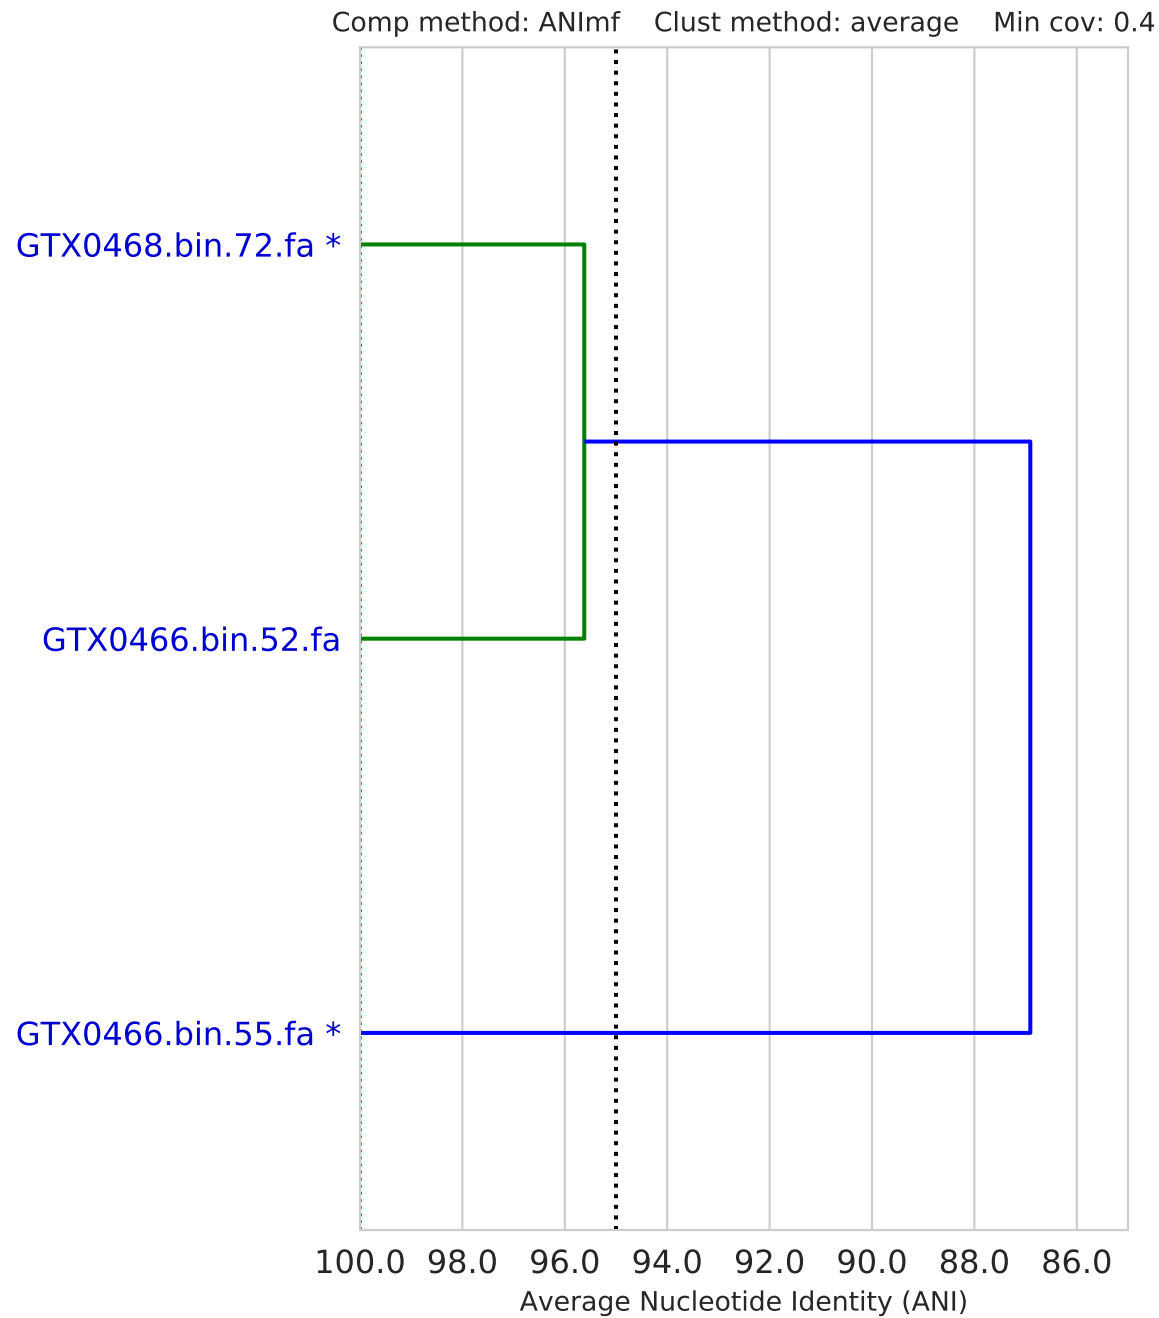 Comp method: ANImf    Clust method: average    Min cov: 0.4
GTX0468.bin.72.fa *
GTX0466.bin.52.fa
GTX0466.bin.55.fa *
100.0 98.0 96.0 94.0 92.0 90.0 88.0 86.0
Average Nucleotide Identity (ANI)